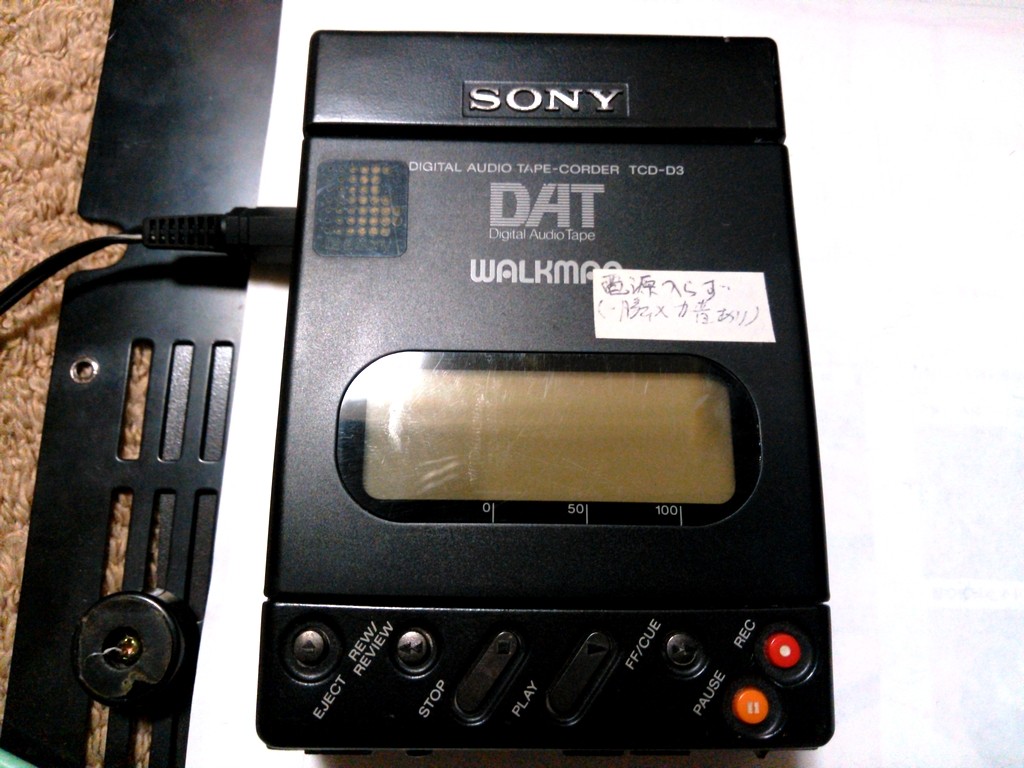 SONY
DIGITAL AUDIO TAPE-CORDER TCD-D3
DAT
Digital Audio Tape
WALKMA
電源入らず
0 50 100
EJECT
REW/
REVIEW
STOP
PLAY
FF/CUE
REC
PAUSE